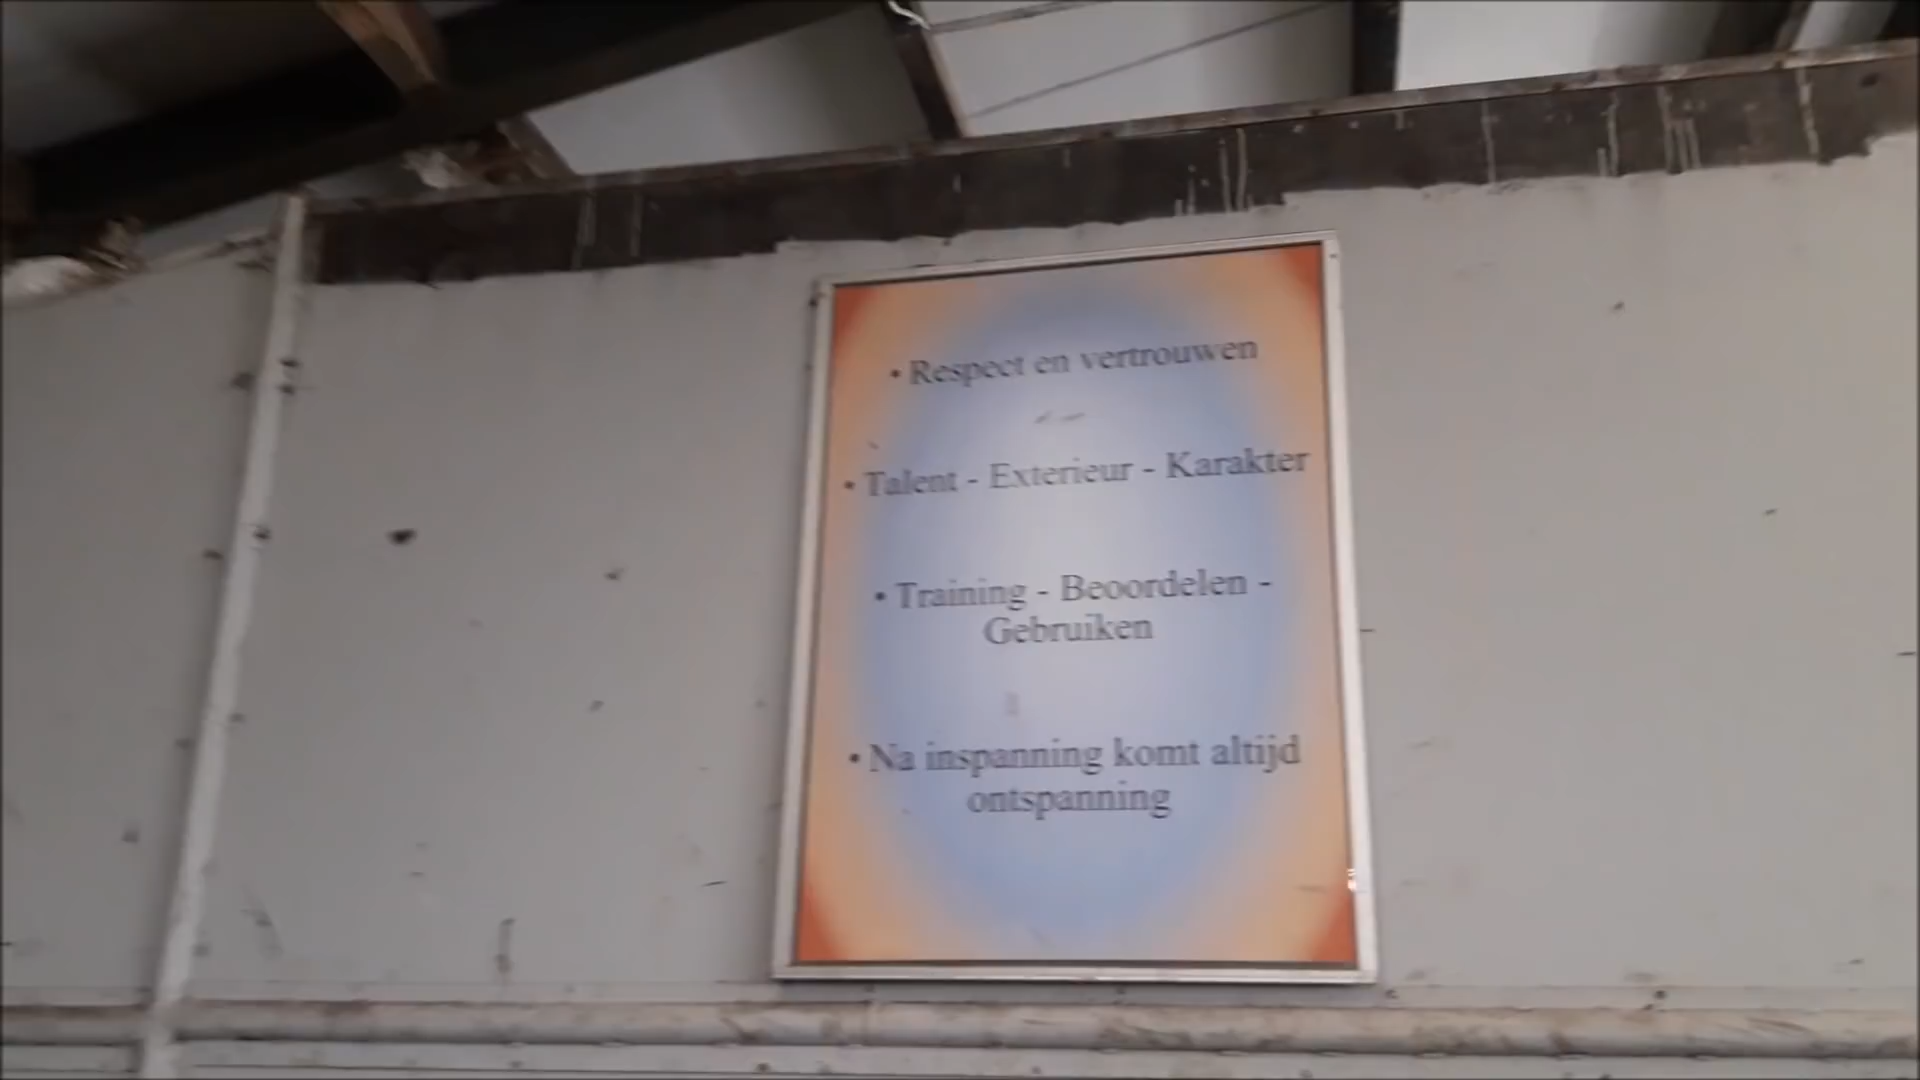 • Respect en vertrouwen
• Talent - Exterieur - Karakter
• Training - Beoordelen -
Gebruiken
• Na inspanning komt altijd
ontspanning